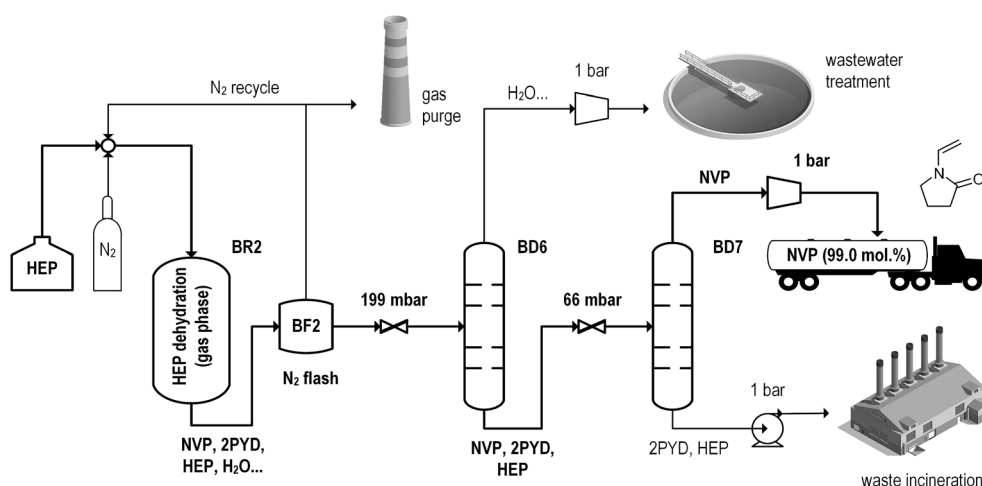 N₂ recycle
gas
purge
1 bar
H₂O...
wastewater
treatment
HEP
N₂
BR2
HEP dehydration
(gas phase)
NVP, 2PYD,
HEP, H₂O...
BF2
N₂ flash
199 mbar
BD6
NVP, 2PYD,
HEP
66 mbar
BD7
NVP
1 bar
N
O
NVP (99.0 mol.%)
2PYD, HEP
1 bar
waste incineration